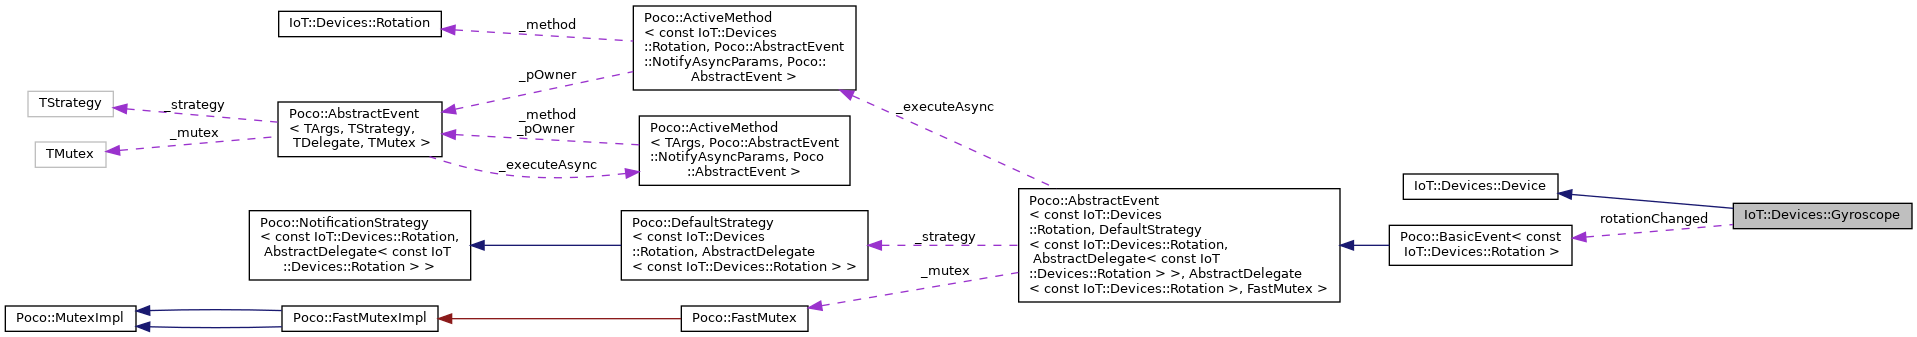 IoT::Devices::Rotation
_method
Poco::ActiveMethod
< const IoT::Devices
::Rotation, Poco::AbstractEvent
::NotifyAsyncParams, Poco::
AbstractEvent >
_pOwner
TStrategy
_strategy
Poco::AbstractEvent
< TArgs, TStrategy,
TDelegate, TMutex >
_method
_pOwner
_executeAsync
Poco::ActiveMethod
< TArgs, Poco::AbstractEvent
::NotifyAsyncParams, Poco
::AbstractEvent >
_mutex
TMutex
_executeAsync
IoT::Devices::Device
IoT::Devices::Gyroscope
rotationChanged
Poco::BasicEvent< const
IoT::Devices::Rotation >
Poco::AbstractEvent
< const IoT::Devices
::Rotation, DefaultStrategy
< const IoT::Devices::Rotation,
AbstractDelegate< const IoT
::Devices::Rotation > >, AbstractDelegate
< const IoT::Devices::Rotation >, FastMutex >
Poco::NotificationStrategy
< const IoT::Devices::Rotation,
AbstractDelegate< const IoT
::Devices::Rotation > >
Poco::DefaultStrategy
< const IoT::Devices
::Rotation, AbstractDelegate
< const IoT::Devices::Rotation > >
_strategy
_mutex
Poco::MutexImpl
Poco::FastMutexImpl
Poco::FastMutex